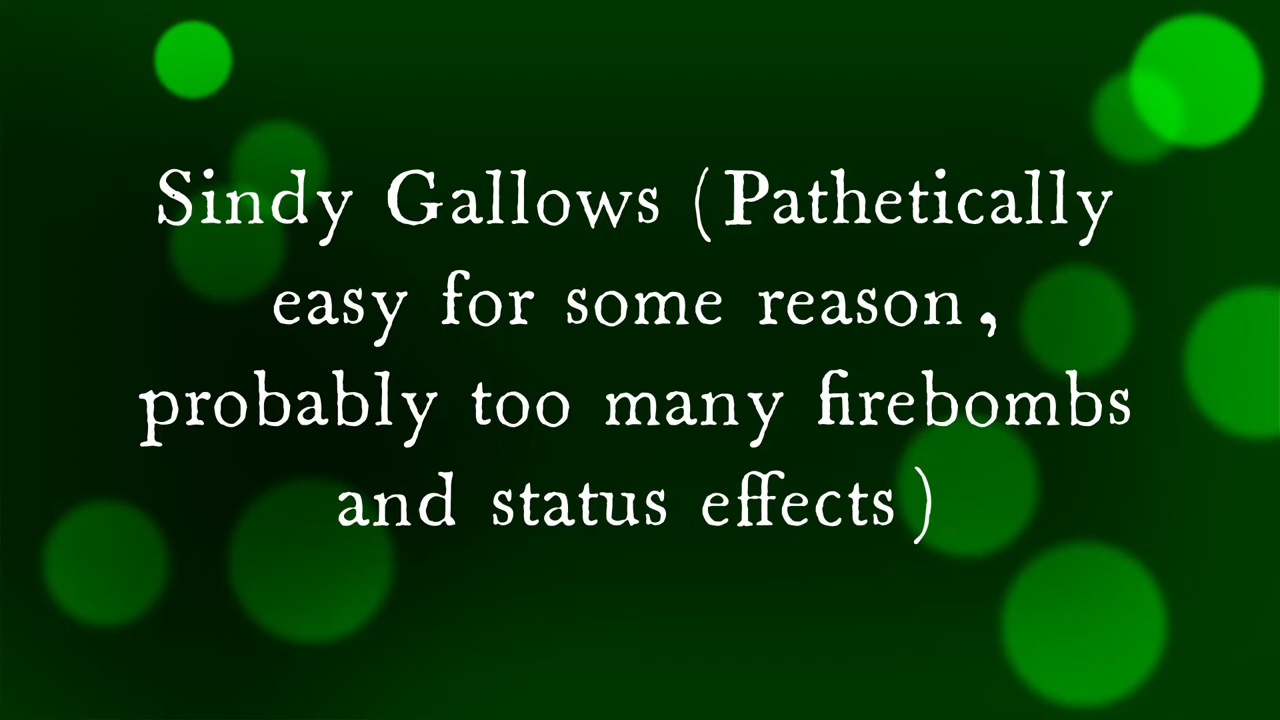 Sindy Gallows (Pathetically
easy for some reason,
probably too many firebombs
and status effects)